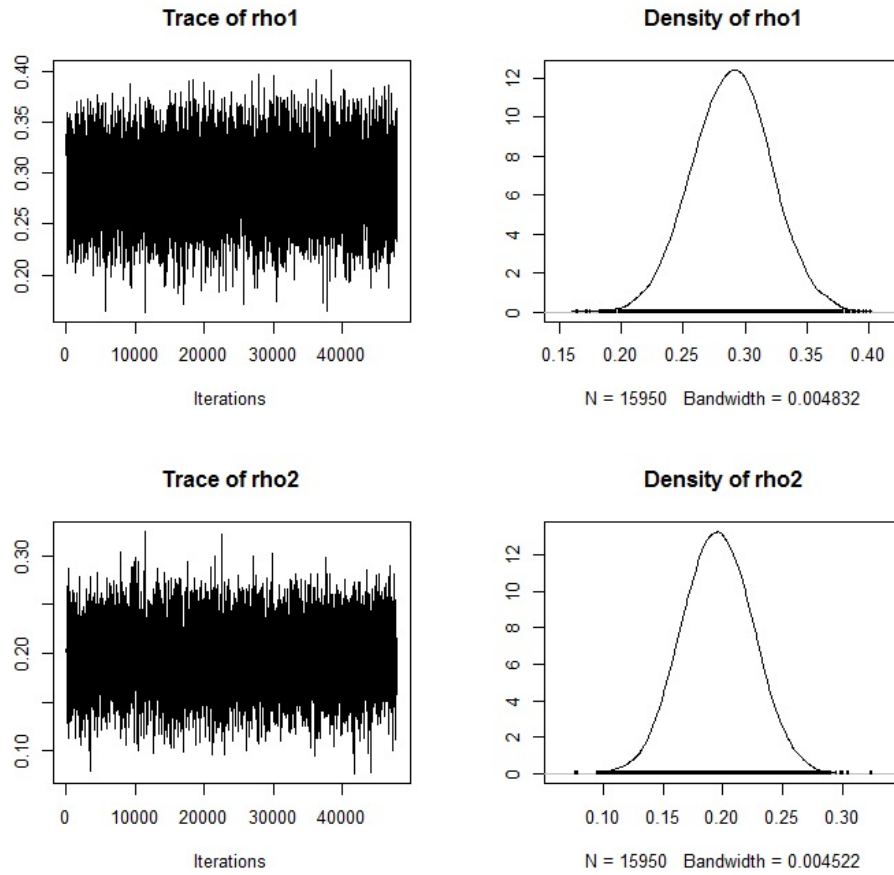 Trace of rho1
Density of rho1
0.40
0.35
0.30
0.25
0.20
0 10000 20000 30000 40000
Iterations
12
10
8
6
4
2
0
0.15 0.20 0.25 0.30 0.35 0.40
N = 15950 Bandwidth = 0.004832
Trace of rho2
Density of rho2
0.30
0.20
0.10
0 10000 20000 30000 40000
Iterations
12
10
8
6
4
2
0
0.10 0.15 0.20 0.25 0.30
N = 15950 Bandwidth = 0.004522